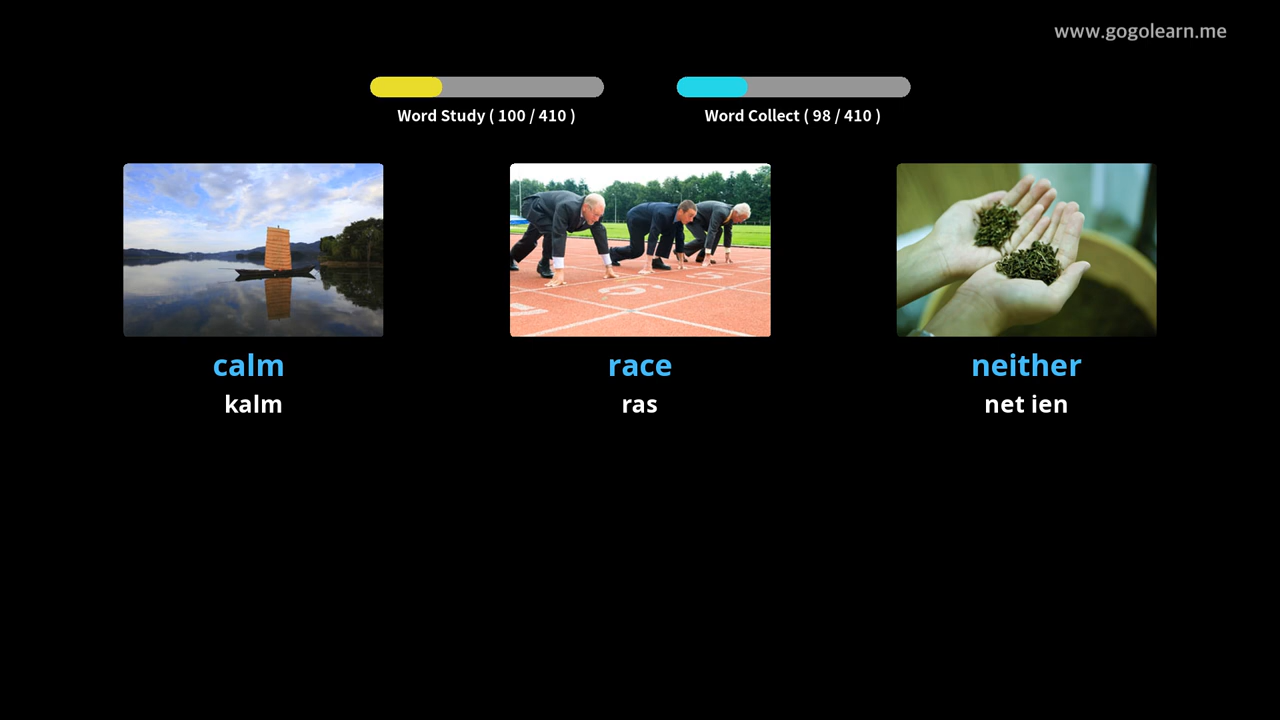 www.gogolearn.me
Word Study ( 100 / 410 )
Word Collect ( 98 / 410 )
calm
kalm
race
ras
neither
net ien